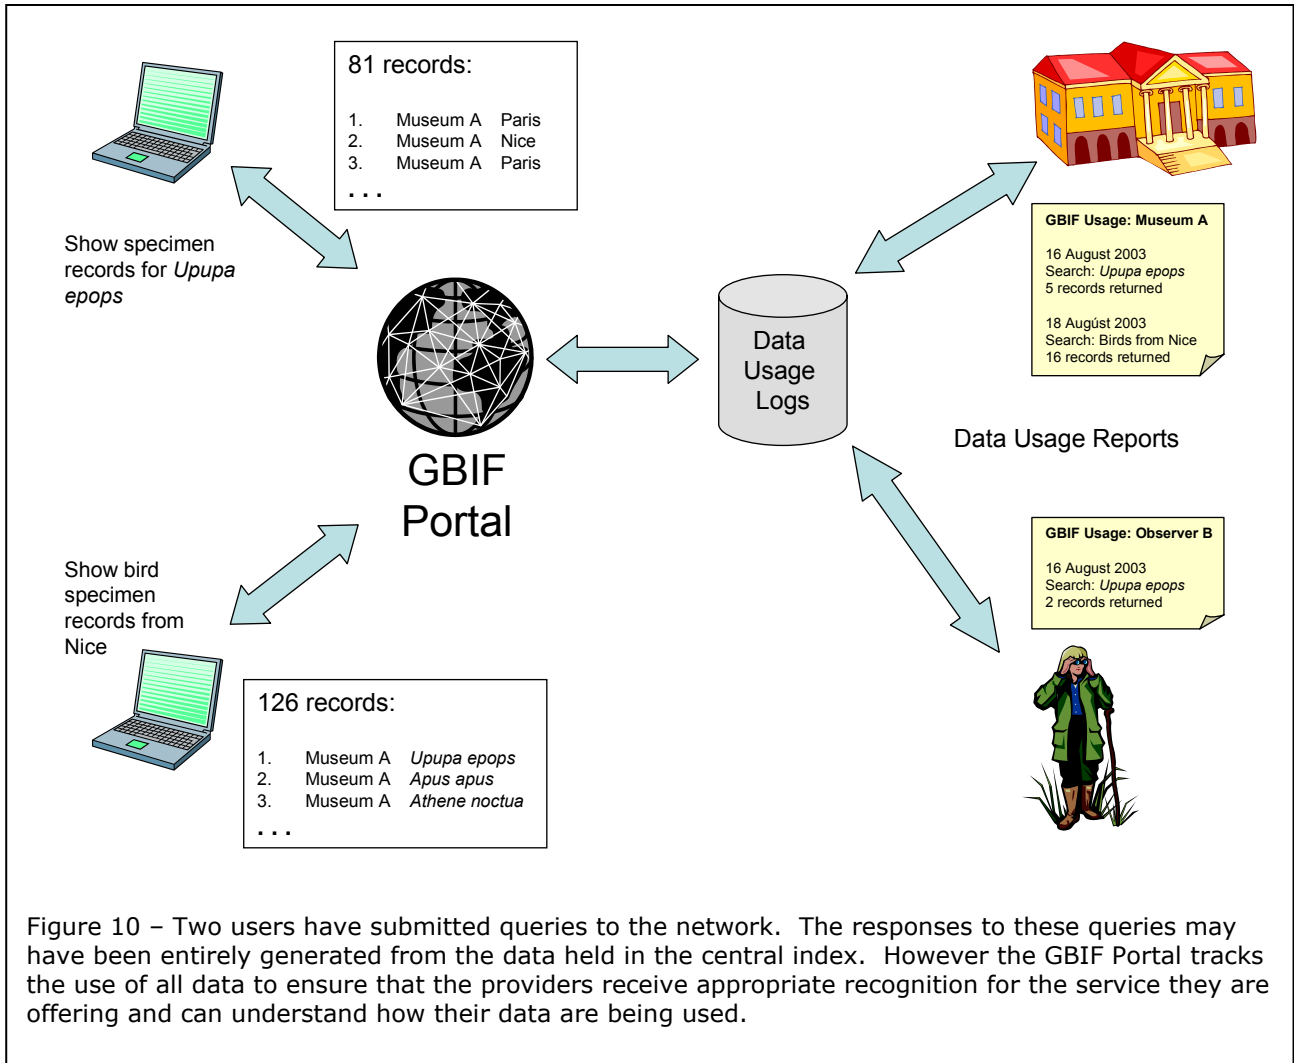 81 records:
1. Museum A Paris
2. Museum A Nice
3. Museum A Paris
. . .
Show specimen
records for Upupa
epops
GBIF
Portal
Show bird
specimen
records from
Nice
126 records:
1. Museum A Upupa epops
2. Museum A Apus apus
3. Museum A Athene noctua
. . .
Data
Usage
Logs
GBIF Usage: Museum A
16 August 2003
Search: Upupa epops
5 records returned
18 Augúst 2003
Search: Birds from Nice
16 records returned
Data Usage Reports
GBIF Usage: Observer B
16 August 2003
Search: Upupa epops
2 records returned
Figure 10 – Two users have submitted queries to the network. The responses to these queries may
have been entirely generated from the data held in the central index. However the GBIF Portal tracks
the use of all data to ensure that the providers receive appropriate recognition for the service they are
offering and can understand how their data are being used.